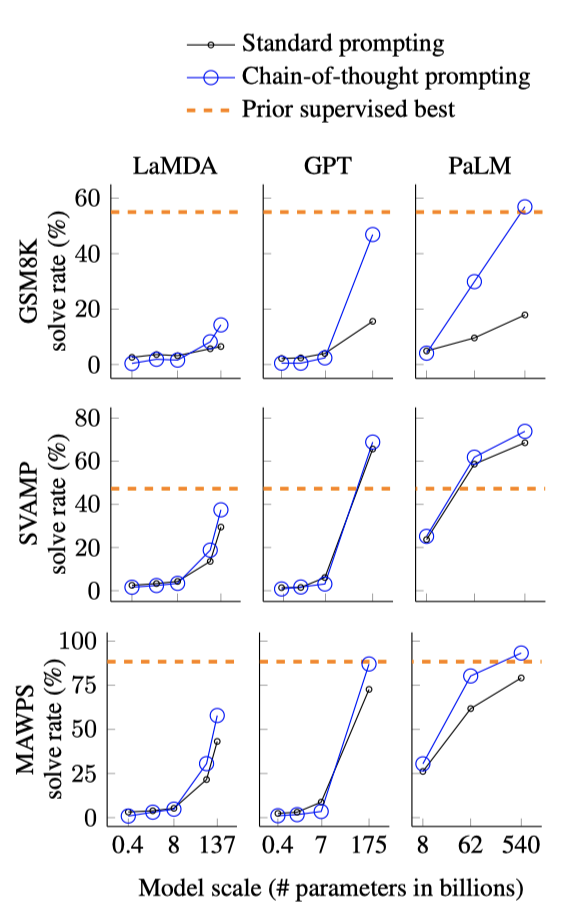 Standard prompting
Chain-of-thought prompting
Prior supervised best
LaMDA GPT PaLM
GSM8K
solve rate (%)
60
40
20
0
SVAMP
solve rate (%)
80
60
40
20
0
MAWPS
solve rate (%)
100
75
50
25
0
0.4 8 137 0.4 7 175 8 62 540
Model scale (# parameters in billions)